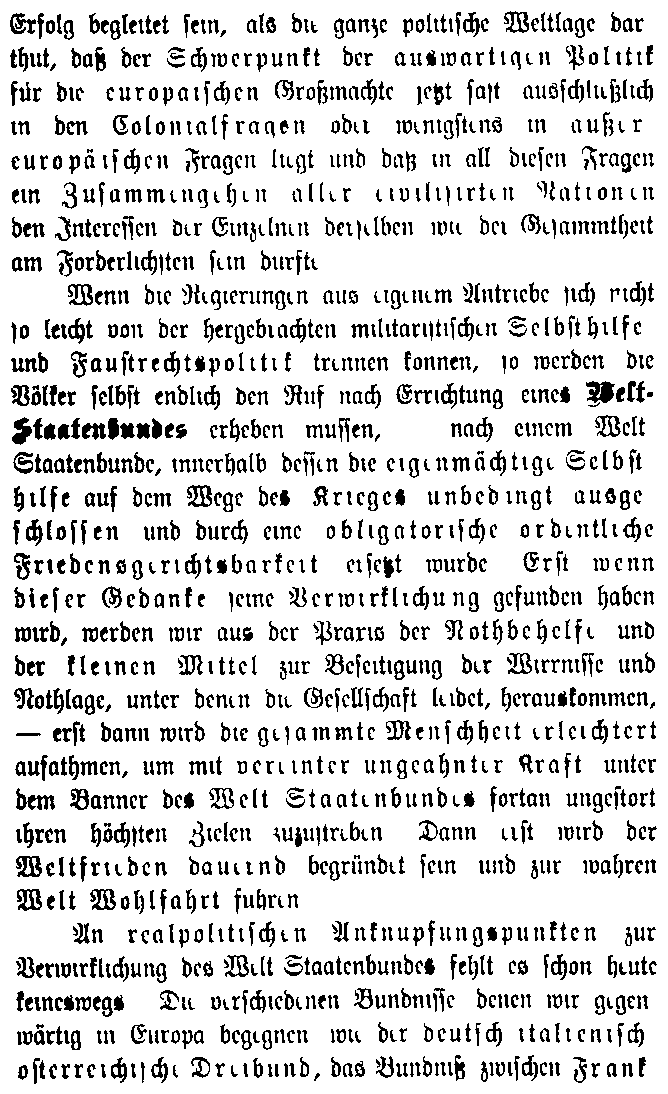 Erfolg begleitet sein, als die ganze politische Weltlage dar
thut, daß der Schwerpunkt der auswärtigen Politik
für die europäischen Großmächte jetzt fast ausschließlich
in den Colonialfragen oder wenigstens in außer
europäischen Fragen liegt und daß in all diesen Fragen
ein Zusammengehen aller civilisirten Nationen
den Interessen der Einzelnen derselben wie der Gesammtheit
am Förderlichsten sein dürfte
Wenn die Regierungen aus eigenem Antriebe sich nicht
so leicht von der hergebrachten militaristischen Selbsthilfe
und Faustrechtspolitik trennen können, so werden die
Völker selbst endlich den Ruf nach Errichtung eines Welt-
Staatenbundes erheben müssen, nach einem Welt
Staatenbunde, innerhalb dessen die eigenmächtige Selbst
hilfe auf dem Wege des Krieges unbedingt ausge
schlossen und durch eine obligatorische ordentliche
Friedensgerichtsbarkeit ersetzt würde Erst wenn
dieser Gedanke seine Verwirklichung gefunden haben
wird, werden wir aus der Praxis der Nothbehelfe und
der kleinen Mittel zur Beseitigung der Wirrnisse und
Nothlage, unter denen die Gesellschaft leidet, herauskommen,
— erst dann wird die gesammte Menschheit erleichtert
aufathmen, um mit vereinter ungeahnter Kraft unter
dem Banner des Welt Staatenbundes fortan ungestört
ihren höchsten Zielen zuzustreben Dann erst wird der
Weltfrieden dauernd begründet sein und zur wahren
Welt Wohlfahrt führen
An realpolitischen Anknüpfungspunkten zur
Verwirklichung des Welt Staatenbundes fehlt es schon heute
keineswegs Die verschiedenen Bündnisse denen wir gegen
wärtig in Europa begegnen wie der deutsch italienisch
österreichische Dreibund, das Bündniß zwischen Frank